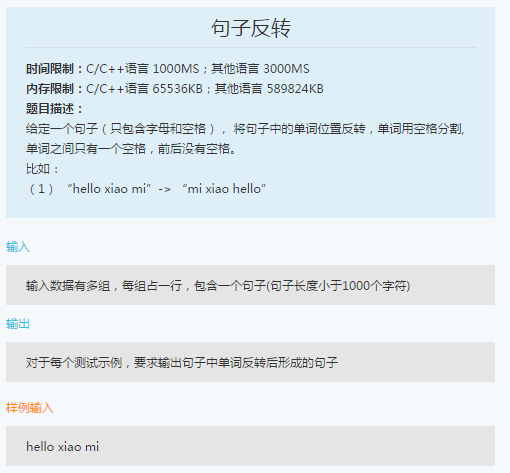 句子反转
时间限制：C/C++语言 1000MS；其他语言 3000MS
内存限制：C/C++语言 65536KB；其他语言 589824KB
题目描述：
给定一个句子（只包含字母和空格）， 将句子中的单词位置反转，单词用空格分割,
单词之间只有一个空格，前后没有空格。
比如：
（1） “hello xiao mi”-> “mi xiao hello”
输入
输入数据有多组，每组占一行，包含一个句子(句子长度小于1000个字符)
输出
对于每个测试示例，要求输出句子中单词反转后形成的句子
样例输入
hello xiao mi